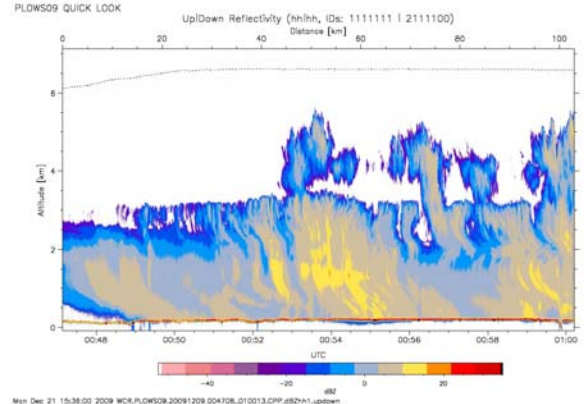 PLOWS09 QUICK LOOK
Up|Down Reflectivity (hh|hh, IDs: 1111111 | 2111100)
Distance [km]
0 20 40 60 80 100
6
4
2
0
Altitude [km]
00:48 00:50 00:52 00:54 00:56 00:58 01:00
UTC
-40 -20 0 20
dBZ
Mon Dec 21 15:38:00 2009 WCR.PLOWS09.20091209.004708_010013.CPP.dBZhh1.updown